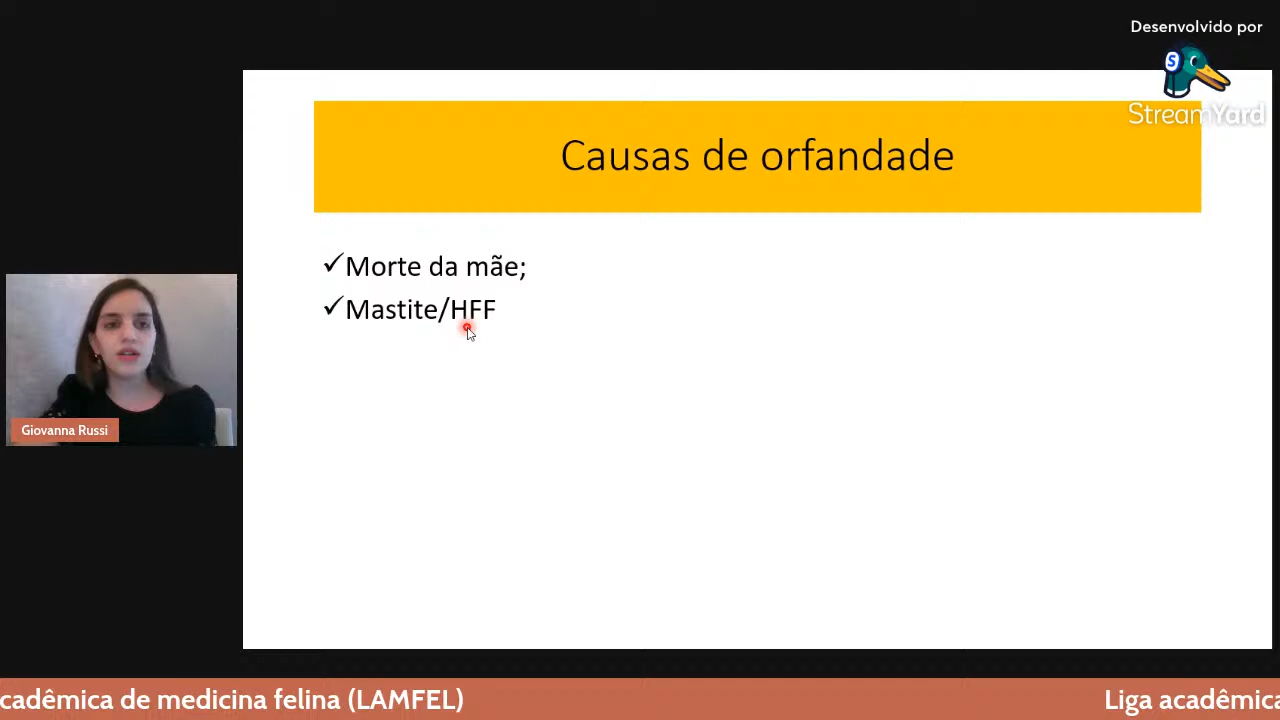 Desenvolvido por
StreamYard
Causas de orfandade
✓Morte da mãe;
✓Mastite/HFF
Giovanna Russi
cadêmica de medicina felina (LAMFEL)
Liga acadêmica